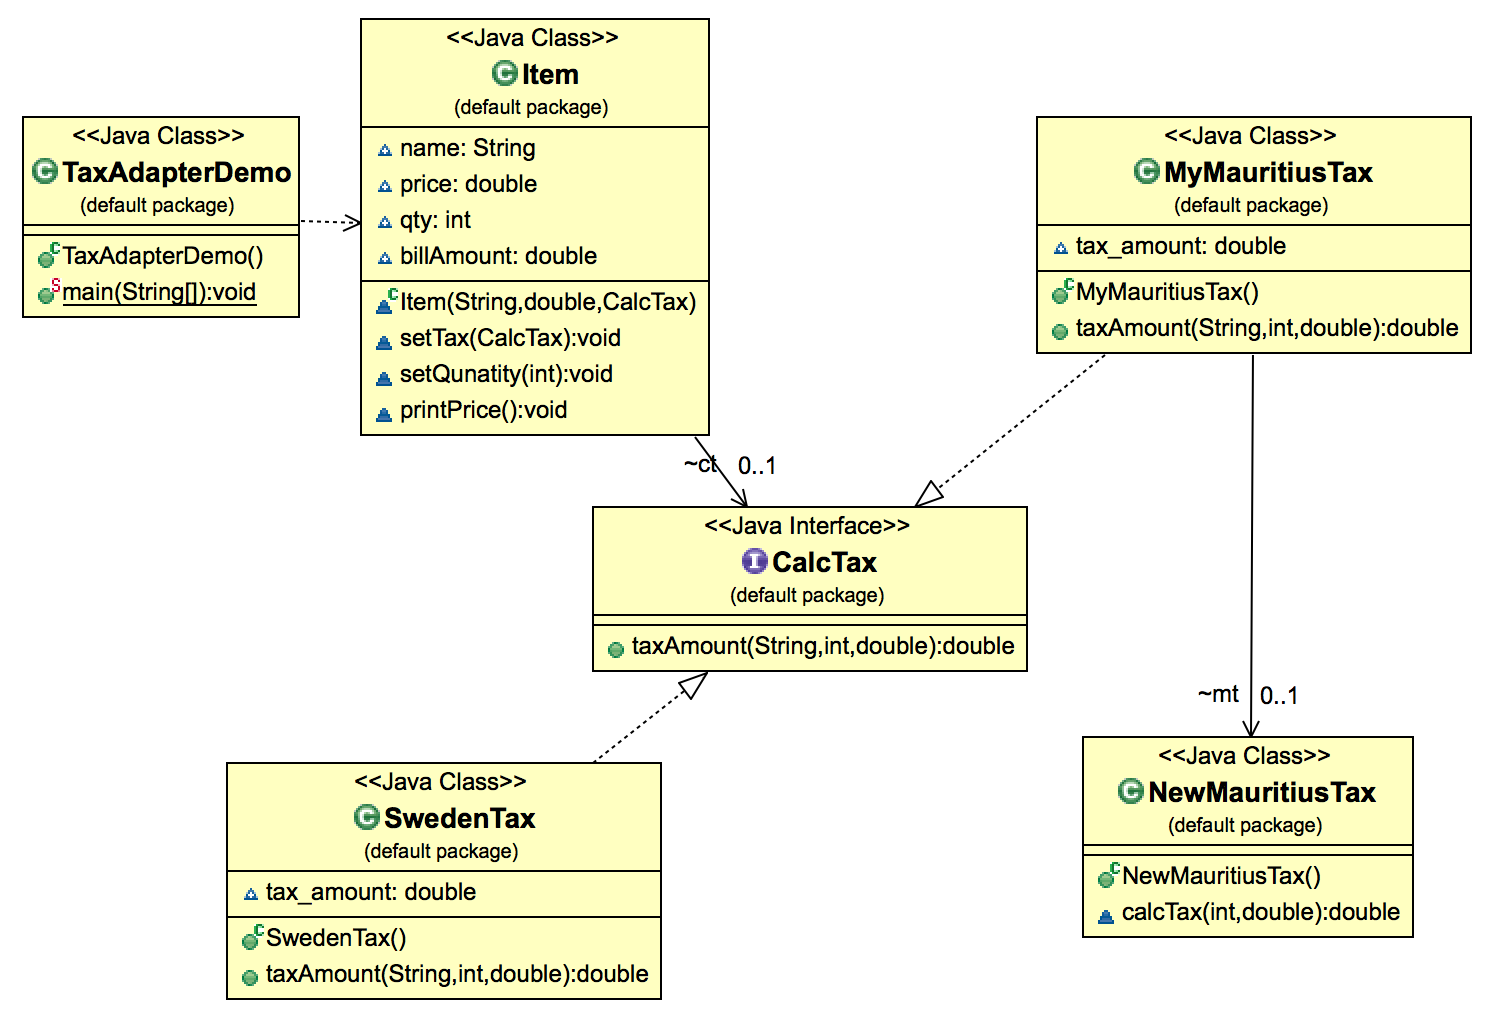 <<Java Class>>
Item
(default package)
name: String
price: double
qty: int
billAmount: double
Item(String,double,CalcTax)
setTax(CalcTax):void
setQunatity(int):void
printPrice():void
<<Java Class>>
TaxAdapterDemo
(default package)
TaxAdapterDemo()
main(String[]):void
<<Java Class>>
MyMauritiusTax
(default package)
tax_amount: double
MyMauritiusTax()
taxAmount(String,int,double):double
~ct 0..1
<<Java Interface>>
CalcTax
(default package)
taxAmount(String,int,double):double
~mt 0..1
<<Java Class>>
SwedenTax
(default package)
tax_amount: double
SwedenTax()
taxAmount(String,int,double):double
<<Java Class>>
NewMauritiusTax
(default package)
NewMauritiusTax()
calcTax(int,double):double